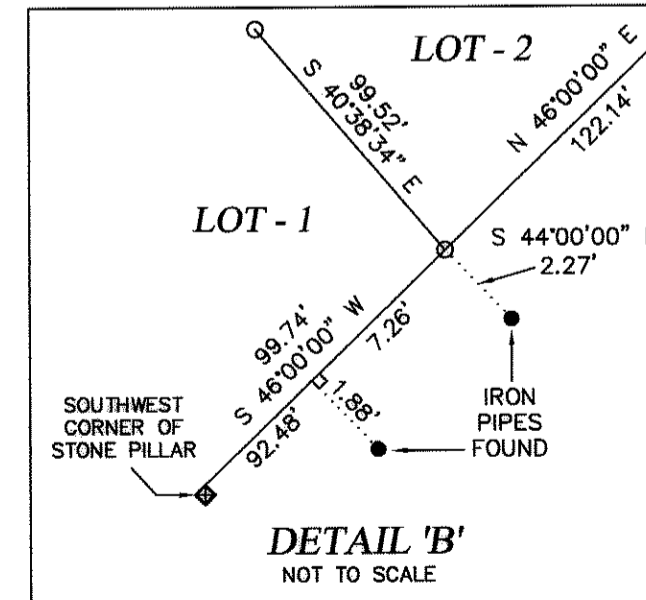 LOT - 2
99.52'
S 40°38'34" E
N 46°00'00" E
122.14'
LOT - 1
S 44°00'00"
2.27'
99.74'
S 46°00'00" W
92.48'
7.26'
1.88'
SOUTHWEST
CORNER OF
STONE PILLAR
IRON
PIPES
FOUND
DETAIL 'B'
NOT TO SCALE